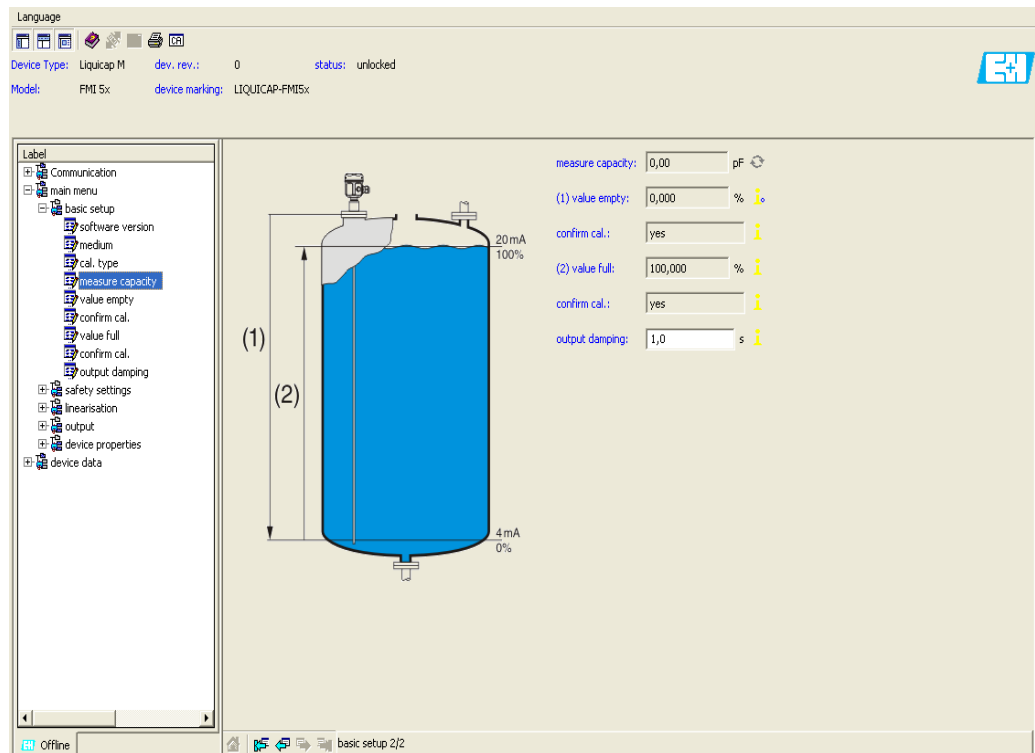 Language
CA
Device Type: Liquicap M dev. rev.: 0 status: unlocked
Model: FMI 5x device marking: LIQUICAP-FMI5x
E+H
Label
Communication
main menu
basic setup
software version
medium
cal. type
measure capacity
value empty
confirm cal.
value full
confirm cal.
output damping
safety settings
linearisation
output
device properties
device data
(1)
(2)
20 mA
100%
4 mA
0%
measure capacity: 0,00 pF
(1) value empty: 0,000 %
confirm cal.: yes
(2) value full: 100,000 %
confirm cal.: yes
output damping: 1,0 s
Offline
basic setup 2/2